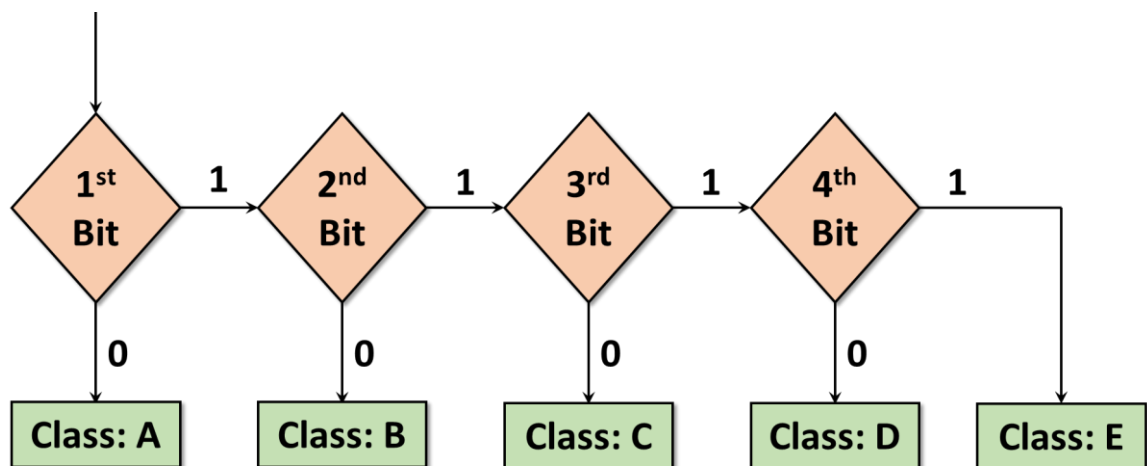 1st Bit
1
2nd Bit
1
3rd Bit
1
4th Bit
1
0
0
0
0
Class: A
Class: B
Class: C
Class: D
Class: E